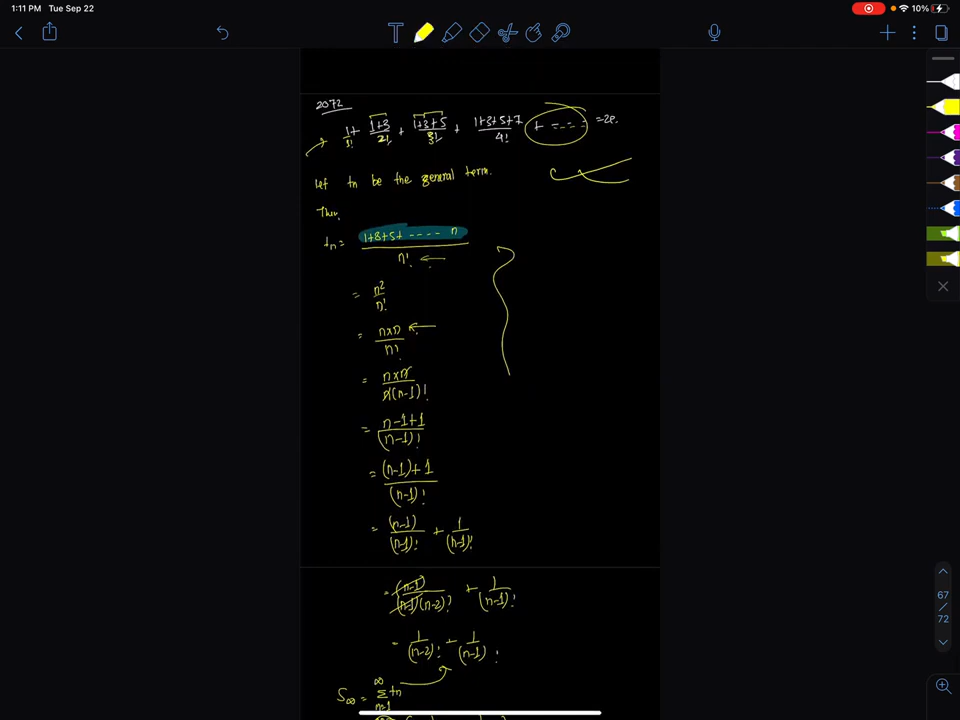 1:11 PM Tue Sep 22
10%
2072
1/1! + (1+3)/2! + (1+3+5)/3! + (1+3+5+7)/4! + ---- = 2e.
Let tn be the general term.
Then,
tn = (1+3+5+ ---- n)/n!
= n²/n!
= (n×n)/n!
= (n×n)/(n(n-1)!)
= (n-1+1)/(n-1)!
= ((n-1)+1)/(n-1)!
= (n-1)/(n-1)! + 1/(n-1)!
= (n-1)/((n-1)(n-2)!) + 1/(n-1)!
= 1/(n-2)! + 1/(n-1)!
S∞ = ∞Σn=1 tn
67
/
72